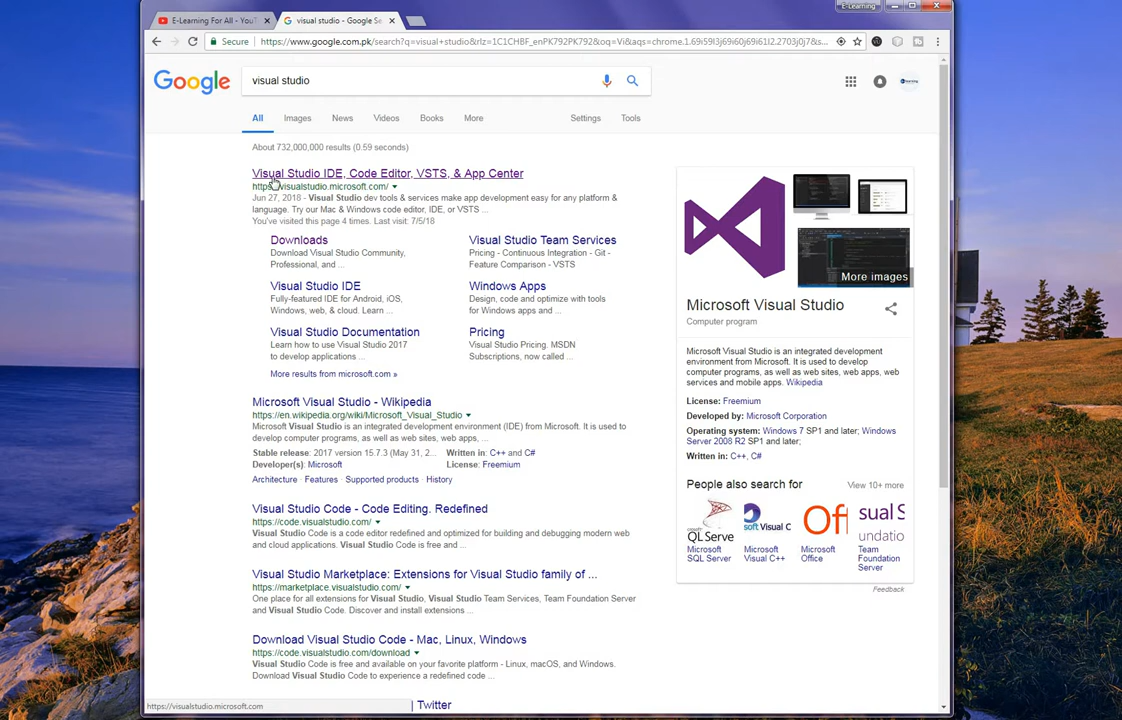 E-Learning
E-Learning For All - YouT
visual studio - Google Se
Secure
https://www.google.com.pk/search?q=visual+studio&rlz=1C1CHBF_enPK792PK792&oq=Vi&aqs=chrome.1.69i59l3j69i60j69i61l2.2703j0j7&s...
Google
visual studio
All
Images
News
Videos
Books
More
Settings
Tools
About 732,000,000 results (0.59 seconds)
Visual Studio IDE, Code Editor, VSTS, & App Center
https://visualstudio.microsoft.com/
Jun 27, 2018 - Visual Studio dev tools & services make app development easy for any platform &
language. Try our Mac & Windows code editor, IDE, or VSTS ...
You've visited this page 4 times. Last visit: 7/5/18
Downloads
Download Visual Studio Community,
Professional, and ...
Visual Studio Team Services
Pricing - Continuous Integration - Git -
Feature Comparison - VSTS
Visual Studio IDE
Fully-featured IDE for Android, iOS,
Windows, web, & cloud. Learn ...
Windows Apps
Design, code and optimize with tools
for Windows apps and ...
Visual Studio Documentation
Learn how to use Visual Studio 2017
to develop applications ...
Pricing
Visual Studio Pricing. MSDN
Subscriptions, now called ...
More results from microsoft.com »
Microsoft Visual Studio - Wikipedia
https://en.wikipedia.org/wiki/Microsoft_Visual_Studio
Microsoft Visual Studio is an integrated development environment (IDE) from Microsoft. It is used to
develop computer programs, as well as web sites, web apps, ...
Stable release: 2017 version 15.7.3 (May 31, 2...
Written in: C++ and C#
Developer(s): Microsoft
License: Freemium
Architecture · Features · Supported products · History
Visual Studio Code - Code Editing. Redefined
https://code.visualstudio.com/
Visual Studio Code is a code editor redefined and optimized for building and debugging modern web
and cloud applications. Visual Studio Code is free and ...
Visual Studio Marketplace: Extensions for Visual Studio family of ...
https://marketplace.visualstudio.com/
One place for all extensions for Visual Studio, Visual Studio Team Services, Team Foundation Server
and Visual Studio Code. Discover and install extensions ...
Download Visual Studio Code - Mac, Linux, Windows
https://code.visualstudio.com/download
Visual Studio Code is free and available on your favorite platform - Linux, macOS, and Windows.
Download Visual Studio Code to experience a redefined code ...
| Twitter
https://visualstudio.microsoft.com
More images
Microsoft Visual Studio
Computer program
Microsoft Visual Studio is an integrated development
environment from Microsoft. It is used to develop
computer programs, as well as web sites, web apps, web
services and mobile apps. Wikipedia
License: Freemium
Developed by: Microsoft Corporation
Operating system: Windows 7 SP1 and later; Windows
Server 2008 R2 SP1 and later;
Written in: C++, C#
People also search for
View 10+ more
QL Serve
soft Visual C
Off
sual S
undatio
Microsoft
SQL Server
Microsoft
Visual C++
Microsoft
Office
Team
Foundation
Server
Feedback